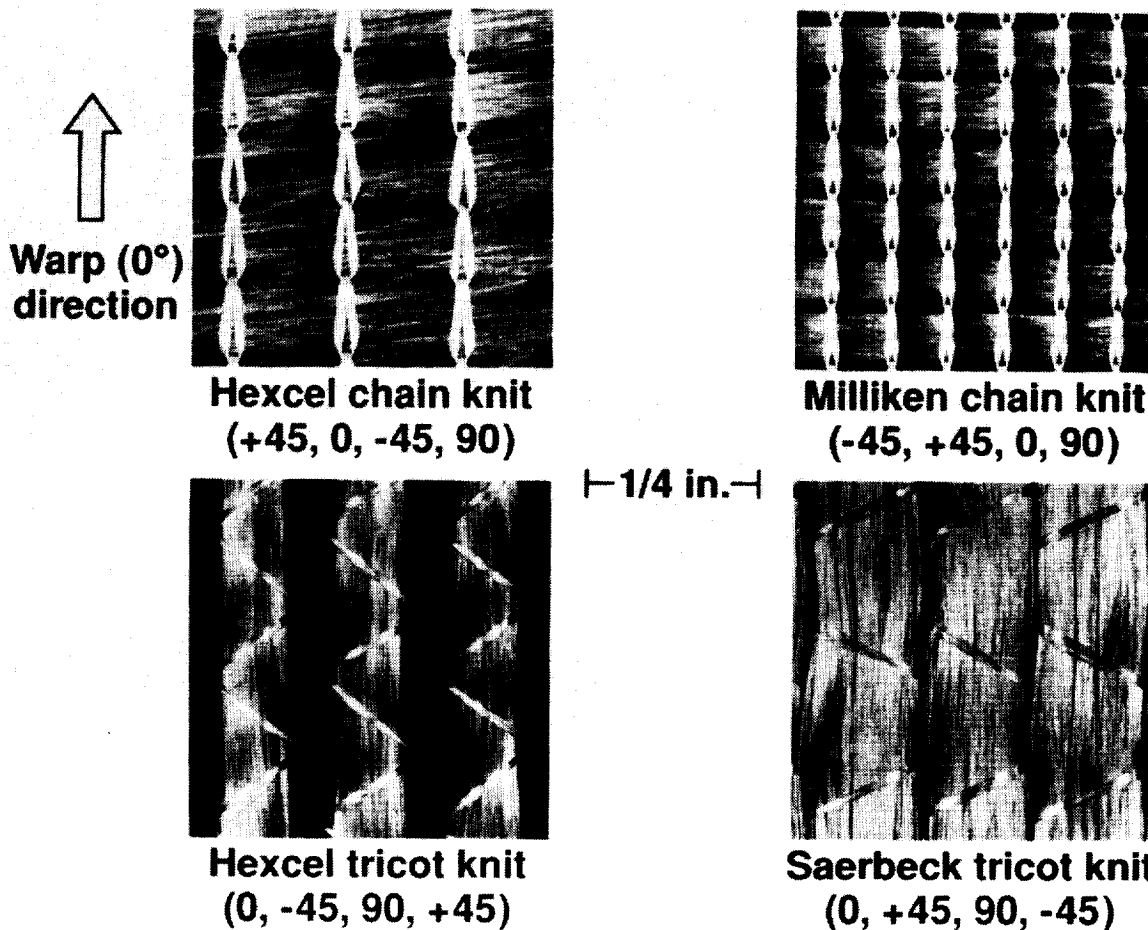 Warp (0°)
direction
Hexcel chain knit
(+45, 0, -45, 90)
Milliken chain knit
(-45, +45, 0, 90)
1/4 in.
Hexcel tricot knit
(0, -45, 90, +45)
Saerbeck tricot knit
(0, +45, 90, -45)